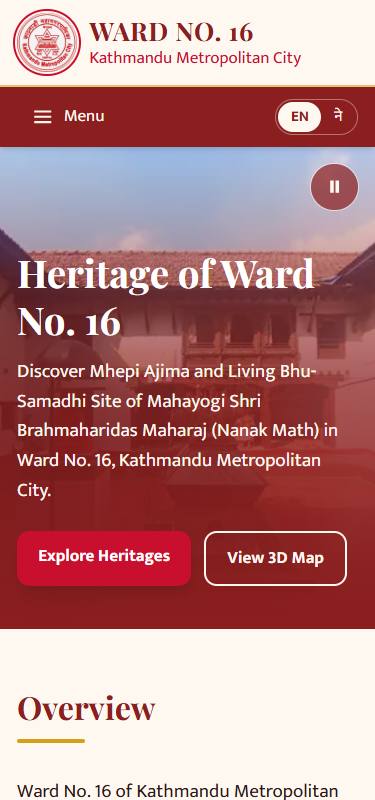 WARD NO. 16
Kathmandu Metropolitan City
Menu
EN
ने
Heritage of Ward
No. 16
Discover Mhepi Ajima and Living Bhu-
Samadhi Site of Mahayogi Shri
Brahmaharidas Maharaj (Nanak Math) in
Ward No. 16, Kathmandu Metropolitan
City.
Explore Heritages
View 3D Map
Overview
Ward No. 16 of Kathmandu Metropolitan